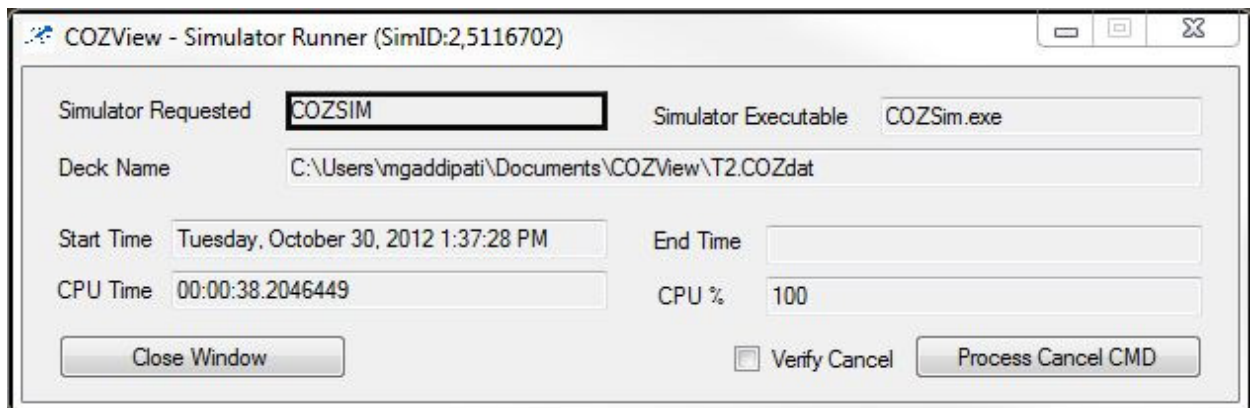 COZView - Simulator Runner (SimID:2,5116702)
Simulator Requested COZSIM Simulator Executable COZSim.exe
Deck Name C:\Users\mgaddipati\Documents\COZView\T2.COZdat
Start Time Tuesday, October 30, 2012 1:37:28 PM End Time
CPU Time 00:00:38.2046449 CPU % 100
Close Window Verify Cancel Process Cancel CMD